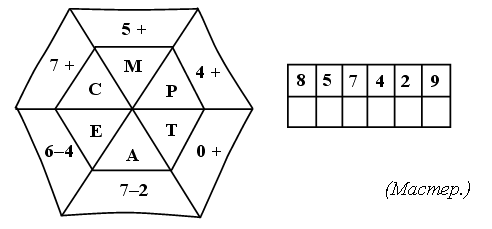 5 +
7 +
4 +
М
С
Р
Е
Т
А
6–4
0 +
7–2
8 5 7 4 2 9
(Мастер.)